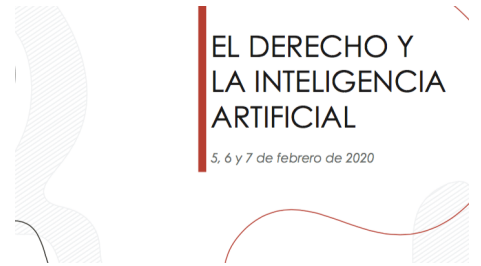 EL DERECHO Y
LA INTELIGENCIA
ARTIFICIAL
5, 6 y 7 de febrero de 2020